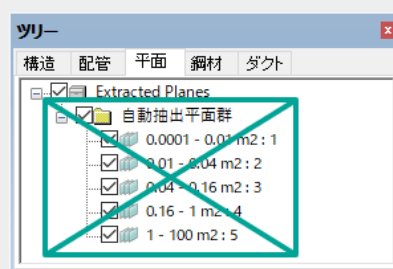 ツリー
構造 配管 平面 鋼材 ダクト
Extracted Planes
自動抽出平面群
0.0001 - 0.01 m2 : 1
0.01 - 0.04 m2 : 2
0.04 - 0.16 m2 : 3
0.16 - 1 m2 : 4
1 - 100 m2 : 5